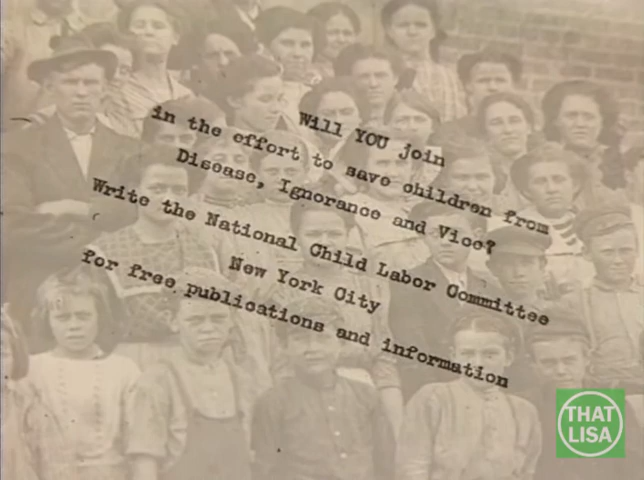 Will YOU join
in the effort to save children from
Disease, Ignorance and Vice?
Write the National Child Labor Committee
New York City
for free publications and information
THAT
LISA